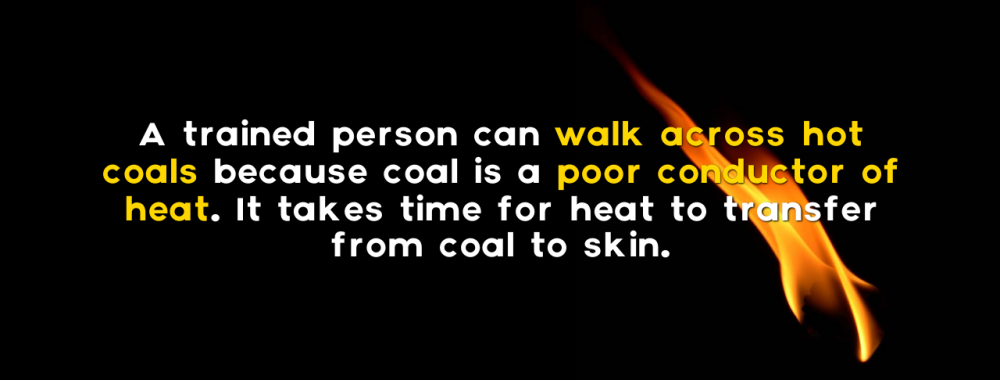 A trained person can walk across hot
coals because coal is a poor conductor of
heat. It takes time for heat to transfer
from coal to skin.